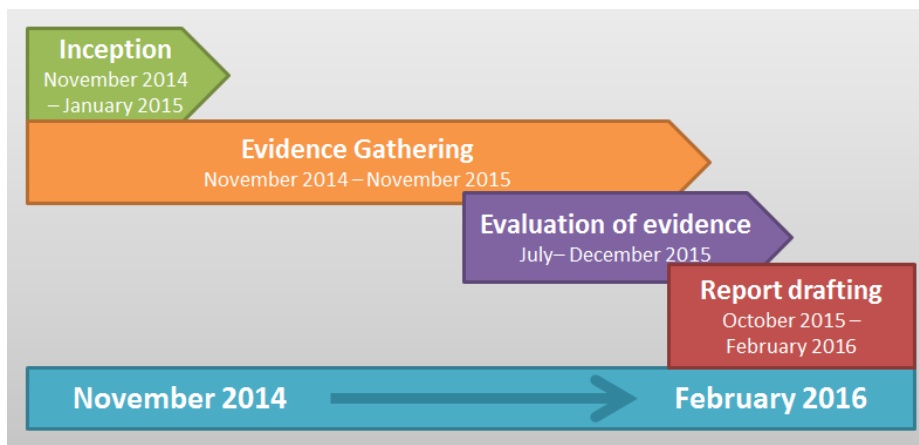 Inception
November 2014
– January 2015
Evidence Gathering
November 2014 – November 2015
Evaluation of evidence
July– December 2015
Report drafting
October 2015 –
February 2016
November 2014
February 2016